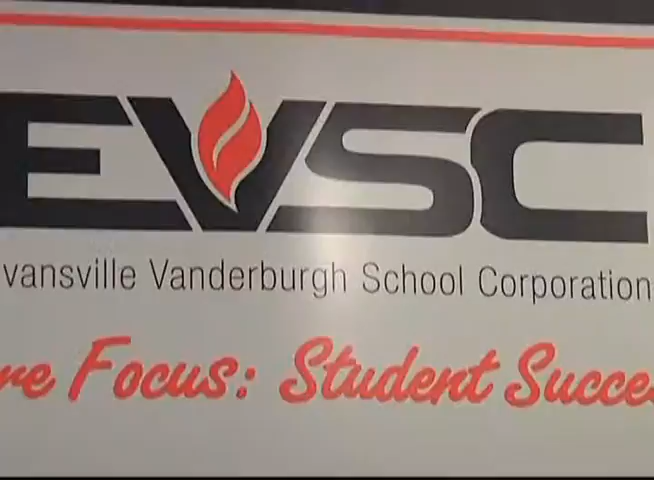 EVSC
vansville Vanderburgh School Corporation
re Focus: Student Succe